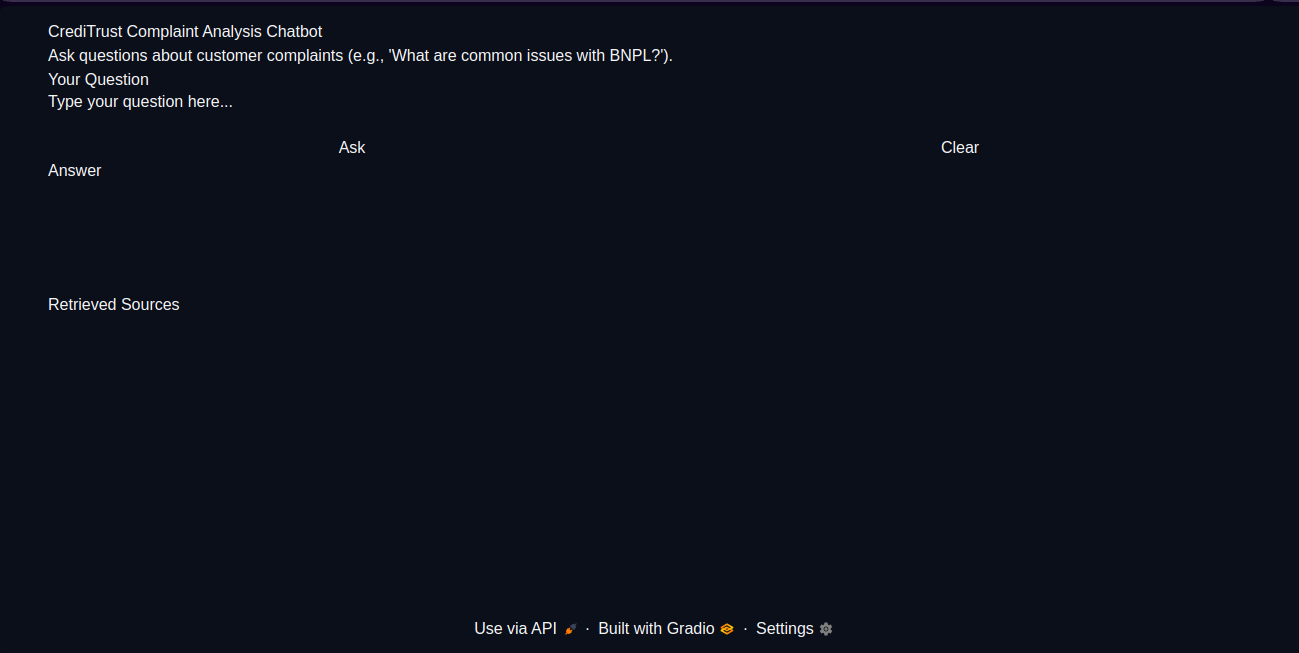 CrediTrust Complaint Analysis Chatbot
Ask questions about customer complaints (e.g., 'What are common issues with BNPL?').
Your Question
Type your question here...
Ask Clear
Answer
Retrieved Sources
Use via API · Built with Gradio · Settings